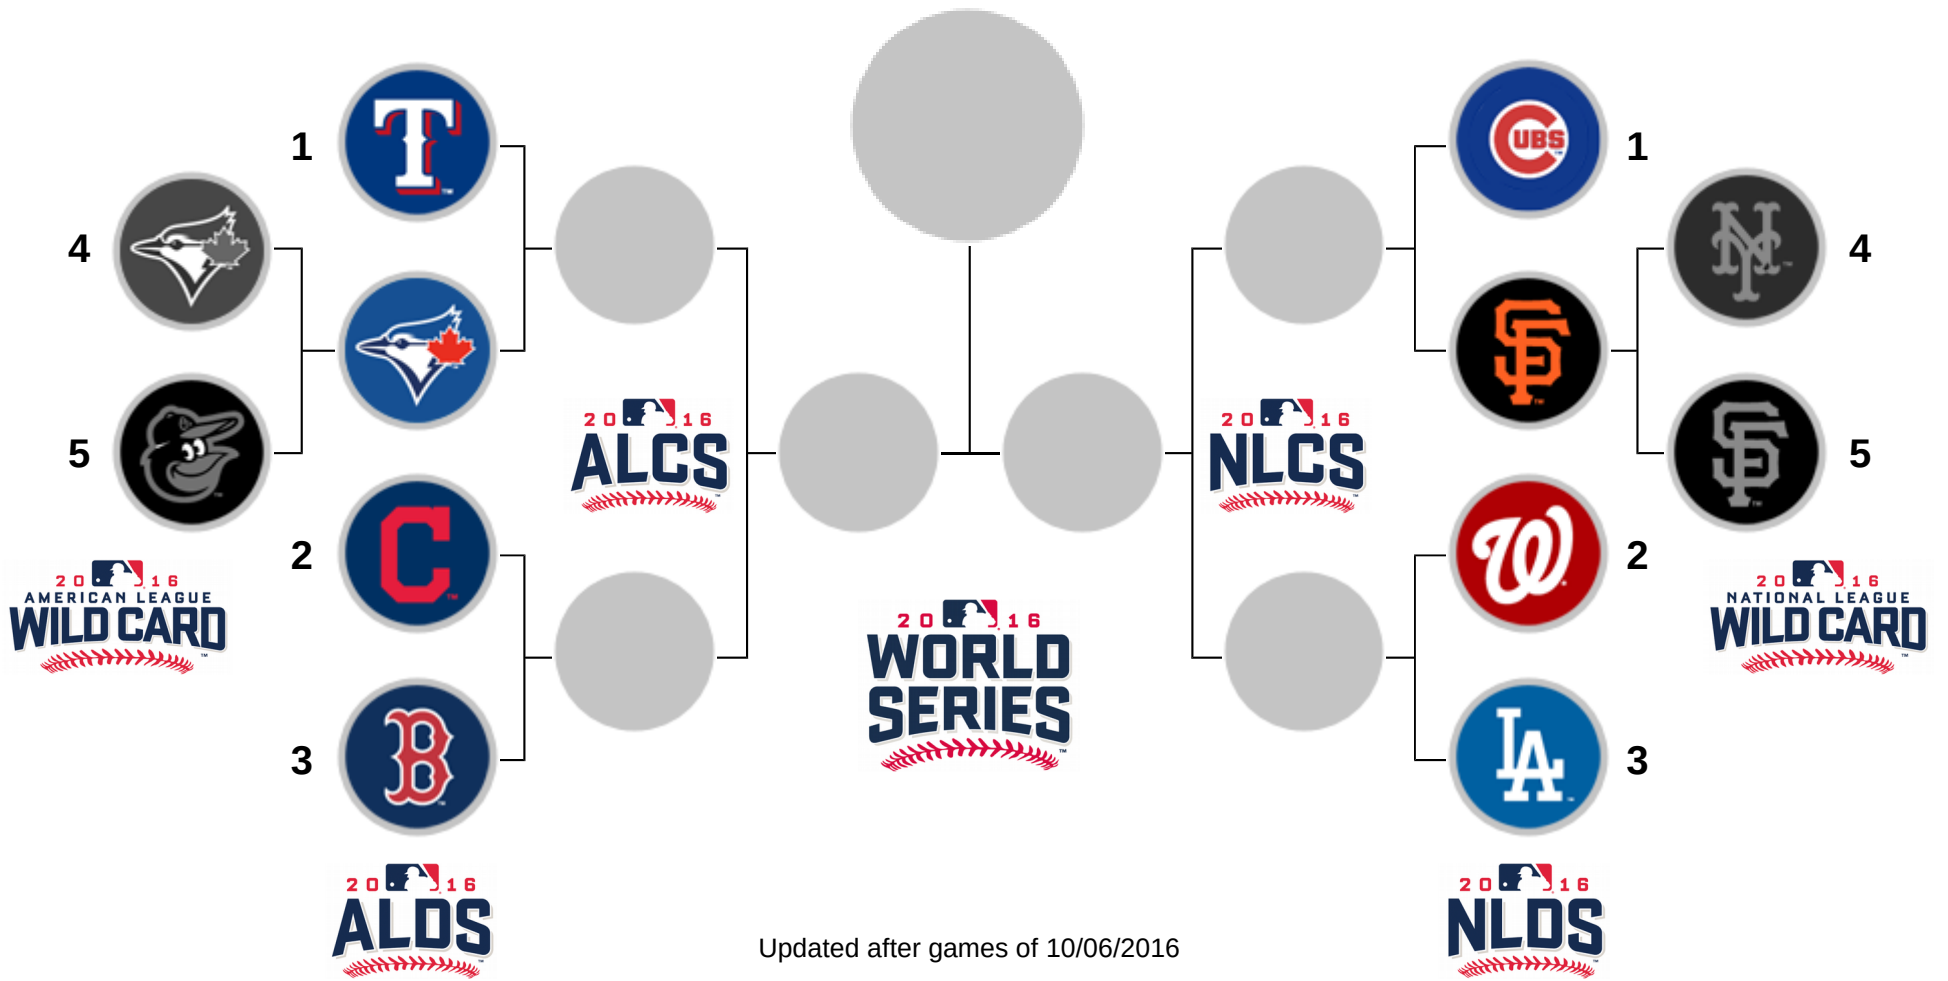 T
1
4
5
2016
AMERICAN LEAGUE
WILD CARD
C
2
B
3
2016
ALDS
2016
ALCS
2016
WORLD
SERIES
Updated after games of 10/06/2016
2016
NLCS
UBS
1
SF
NY
4
SF
5
W
2
LA
3
2016
NATIONAL LEAGUE
WILD CARD
2016
NLDS